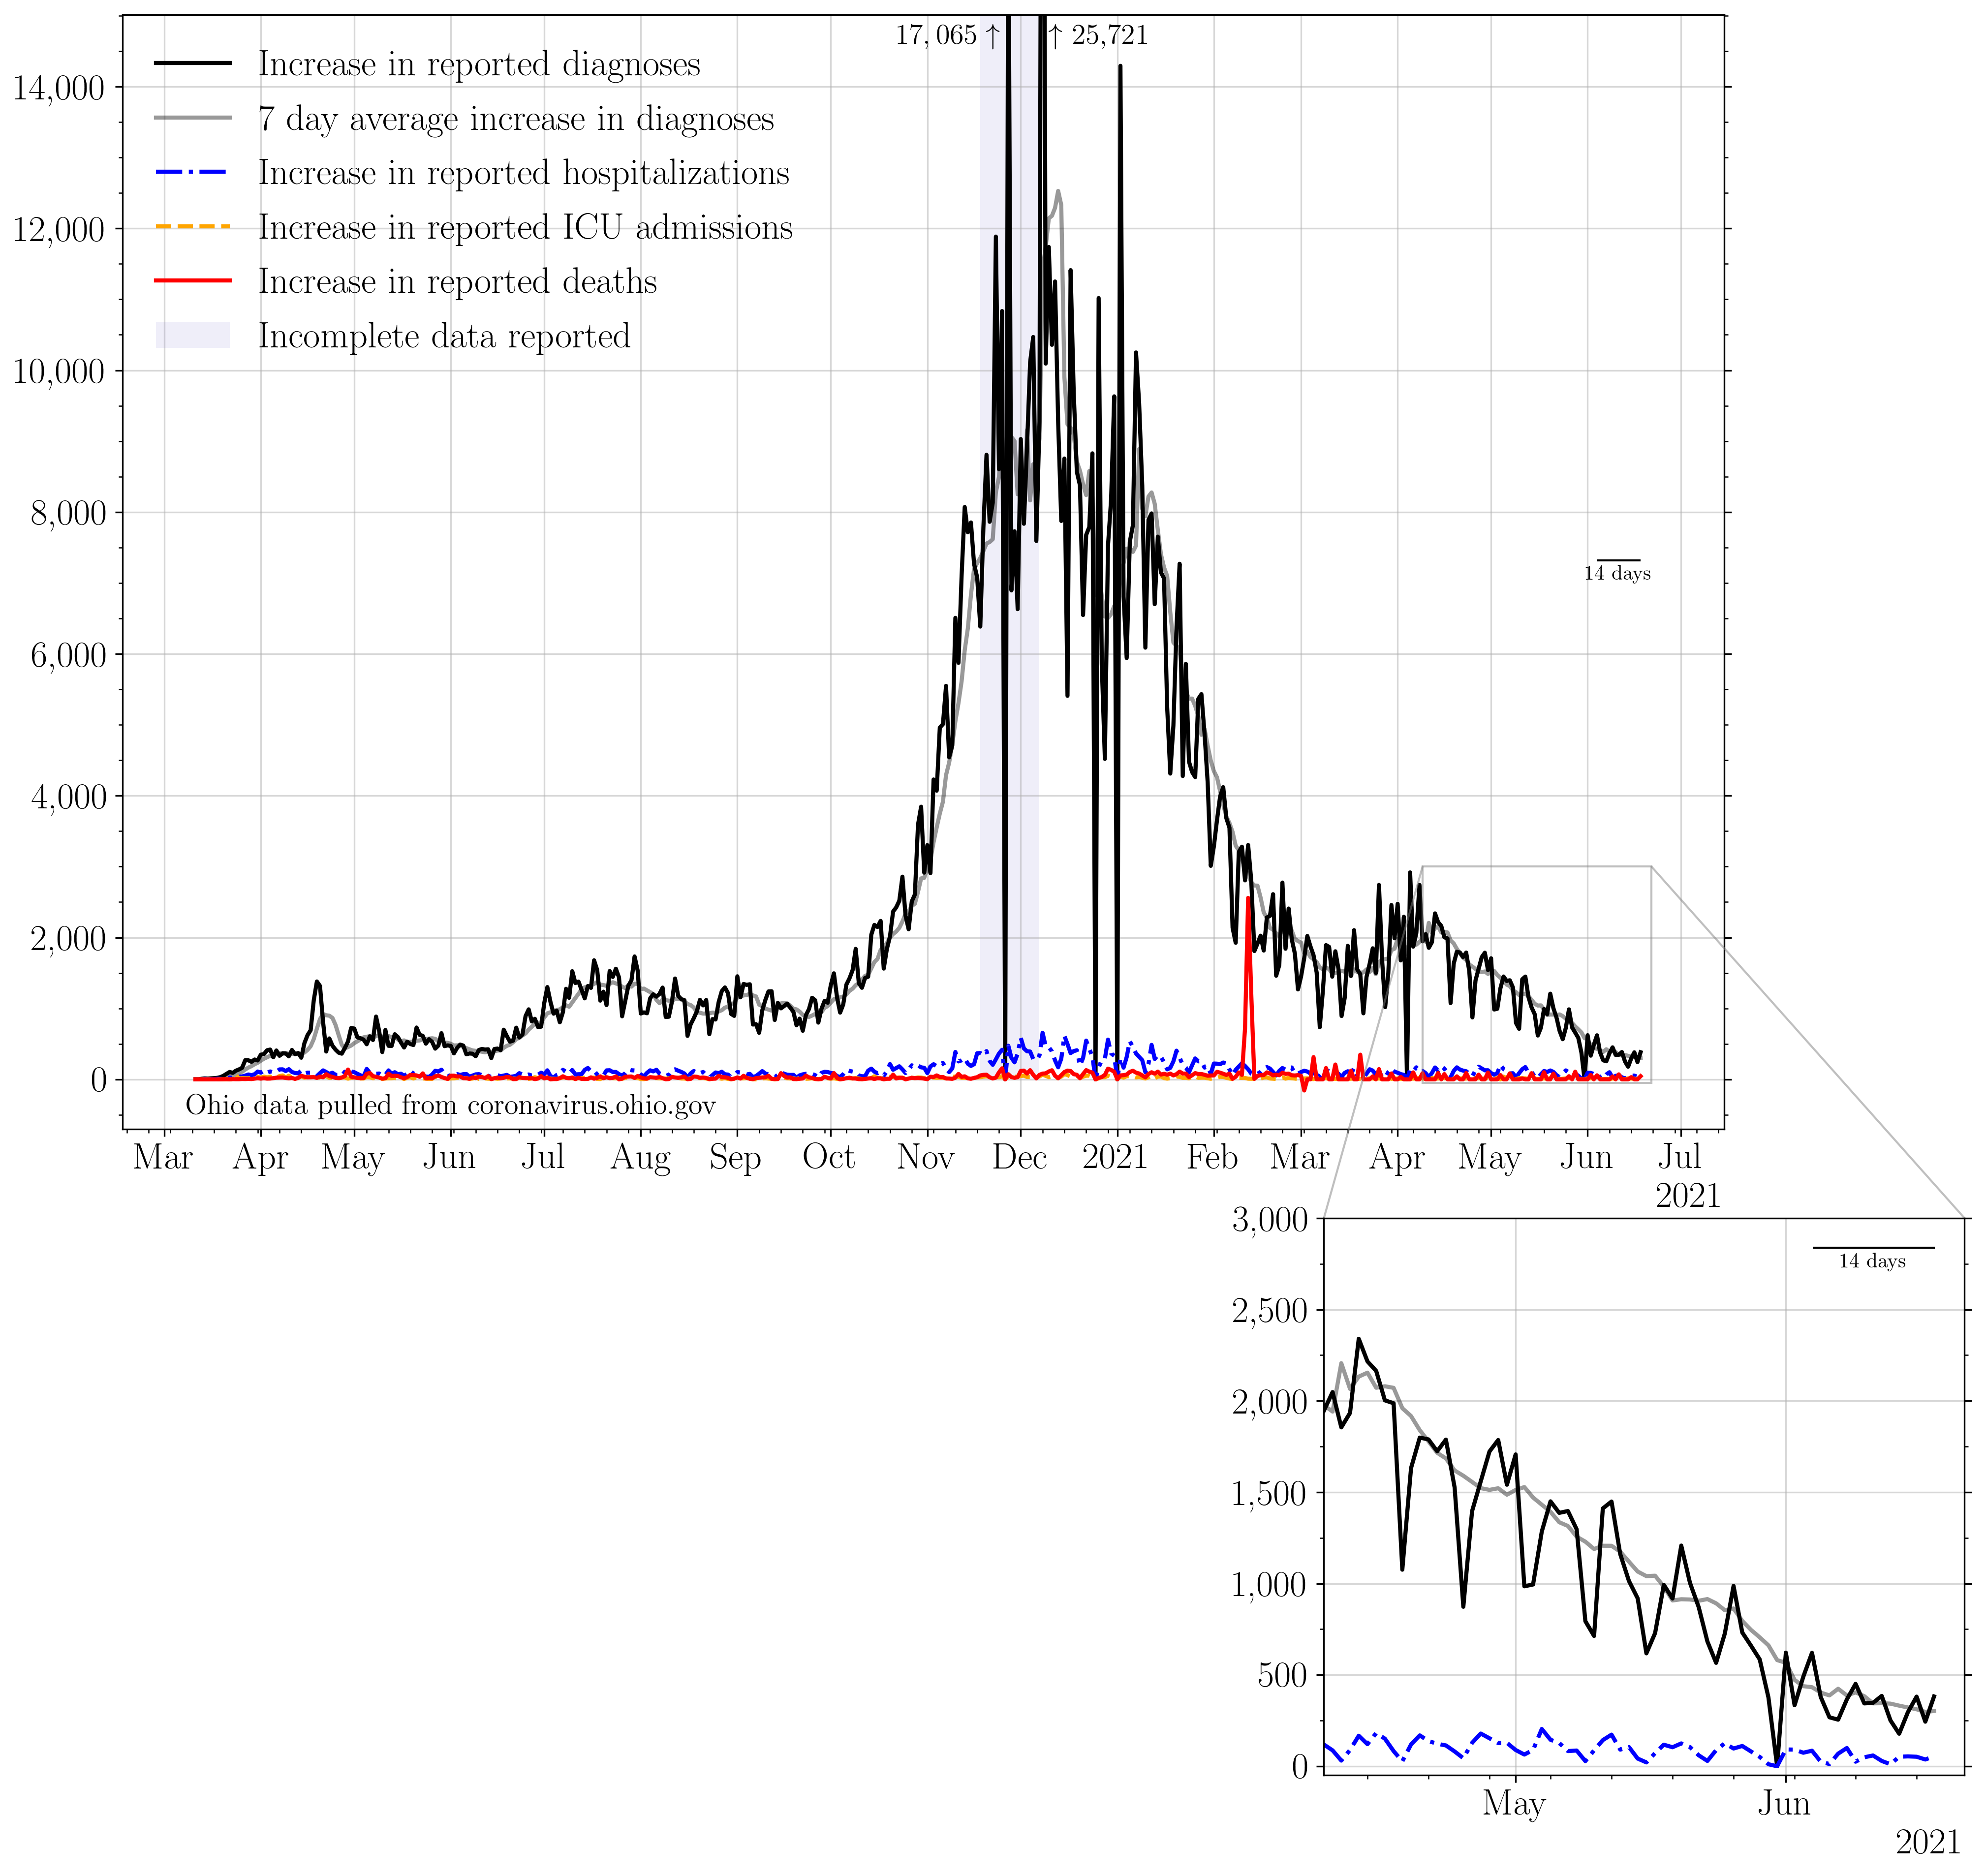 17,065 ↑ ↑ 25,721
Increase in reported diagnoses
7 day average increase in diagnoses
Increase in reported hospitalizations
Increase in reported ICU admissions
Increase in reported deaths
Incomplete data reported
14,000
12,000
10,000
8,000
6,000
4,000
2,000
0
14 days
Ohio data pulled from coronavirus.ohio.gov
Mar Apr May Jun Jul Aug Sep Oct Nov Dec 2021 Feb Mar Apr May Jun Jul
2021
3,000
2,500
2,000
1,500
1,000
500
0
14 days
May Jun
2021